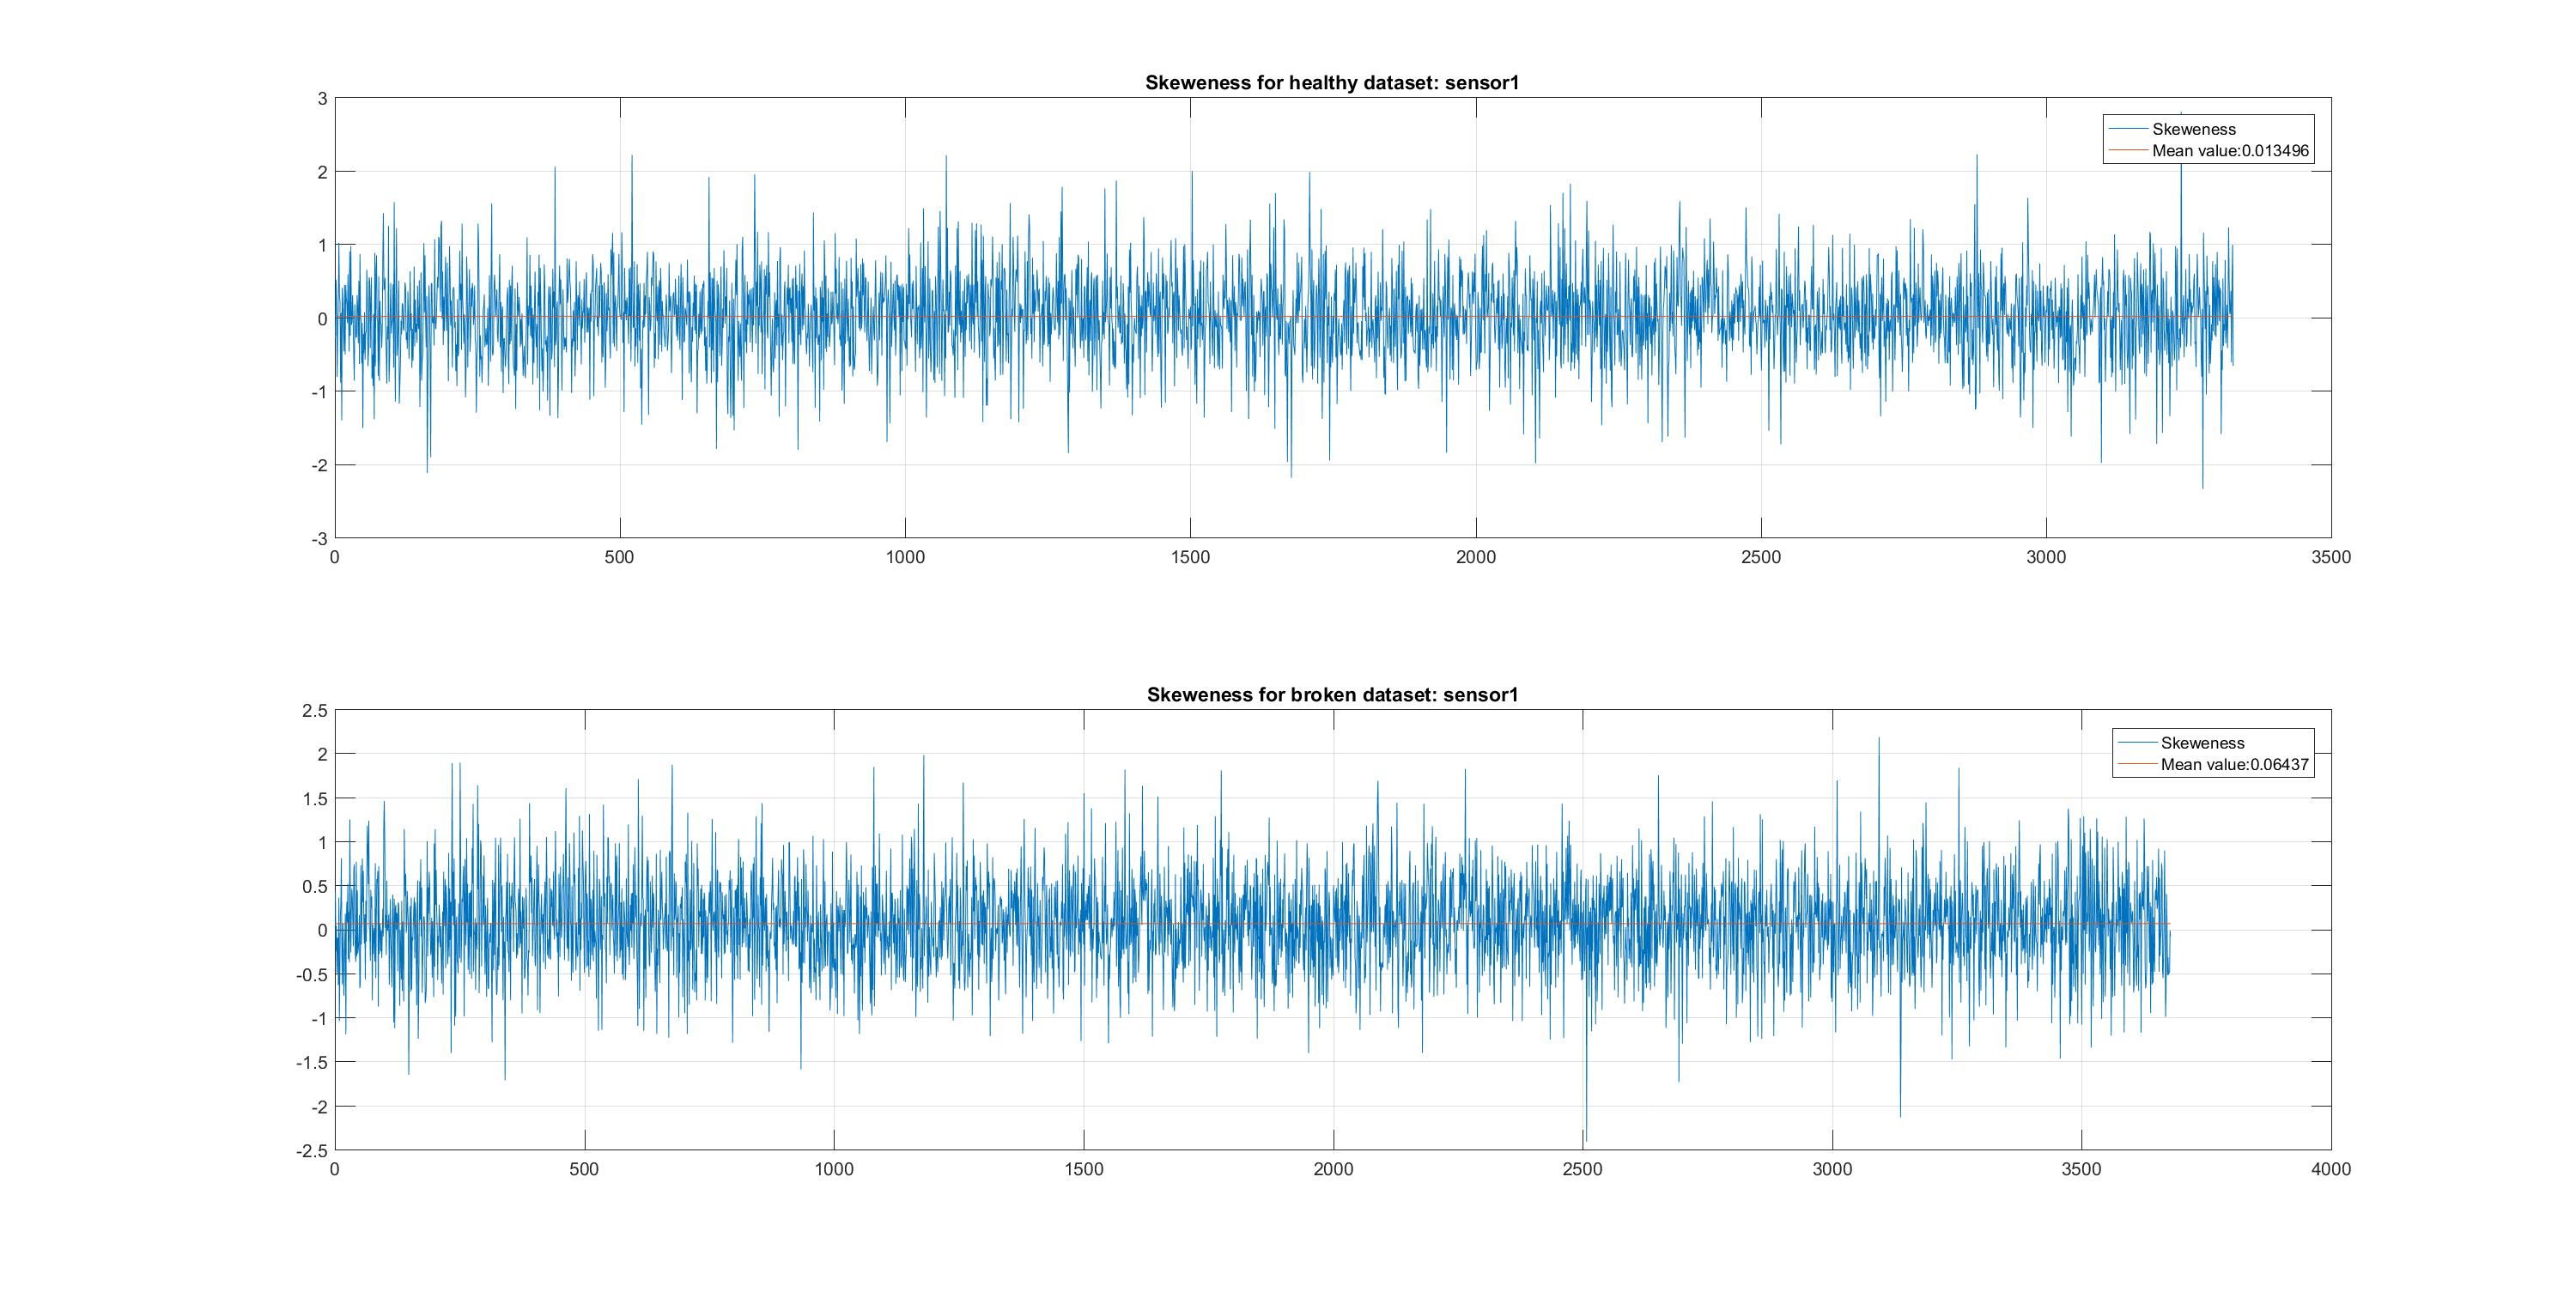 Skeweness for healthy dataset: sensor1
3
2
1
0
-1
-2
-3
Skeweness
Mean value:0.013496
0 500 1000 1500 2000 2500 3000 3500
Skeweness for broken dataset: sensor1
2.5
2
1.5
1
0.5
0
-0.5
-1
-1.5
-2
-2.5
Skeweness
Mean value:0.06437
0 500 1000 1500 2000 2500 3000 3500 4000